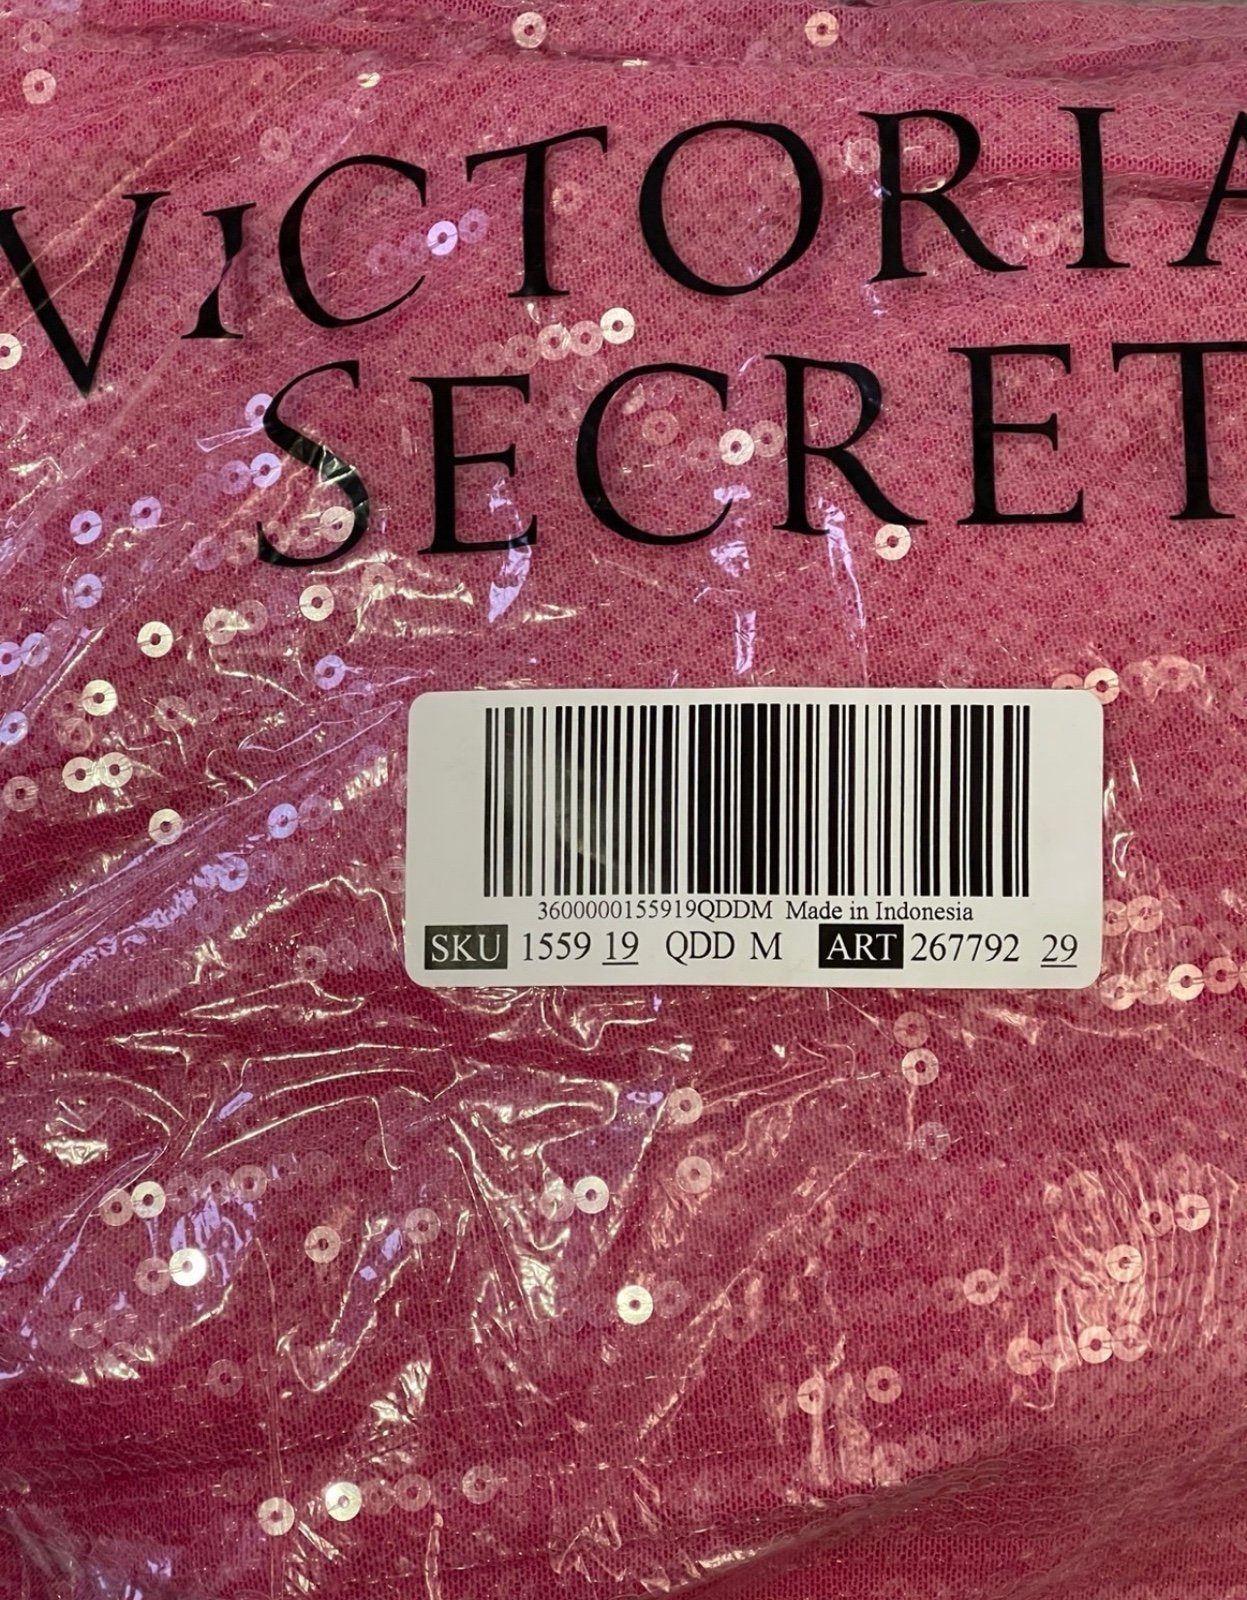 VICTORIA
SECRET
3600000155919QDDM Made in Indonesia
SKU 1559 19 QDD M ART 267792 29